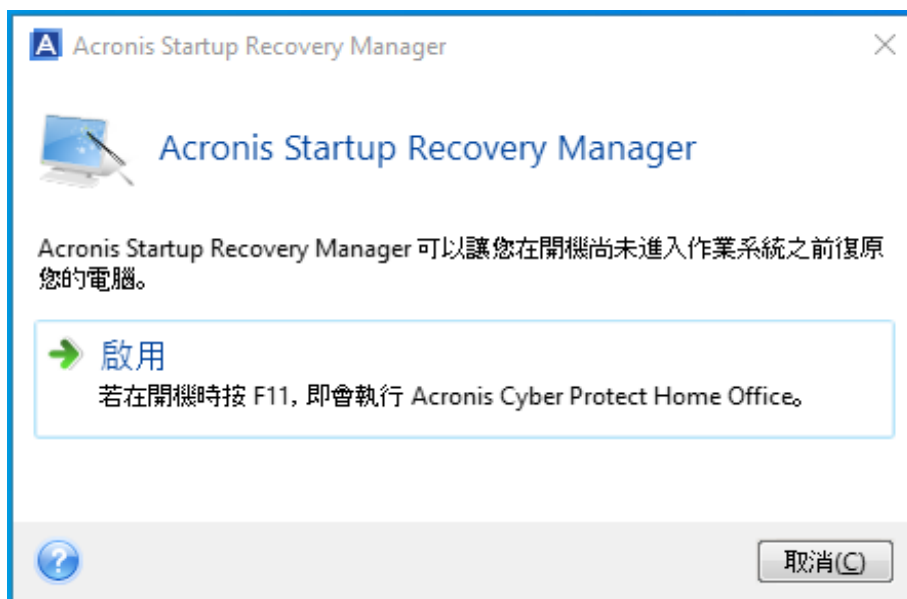 Acronis Startup Recovery Manager
Acronis Startup Recovery Manager
Acronis Startup Recovery Manager 可以讓您在開機尚未進入作業系統之前復原
您的電腦。
啟用
若在開機時按 F11, 即會執行 Acronis Cyber Protect Home Office。
取消(C)